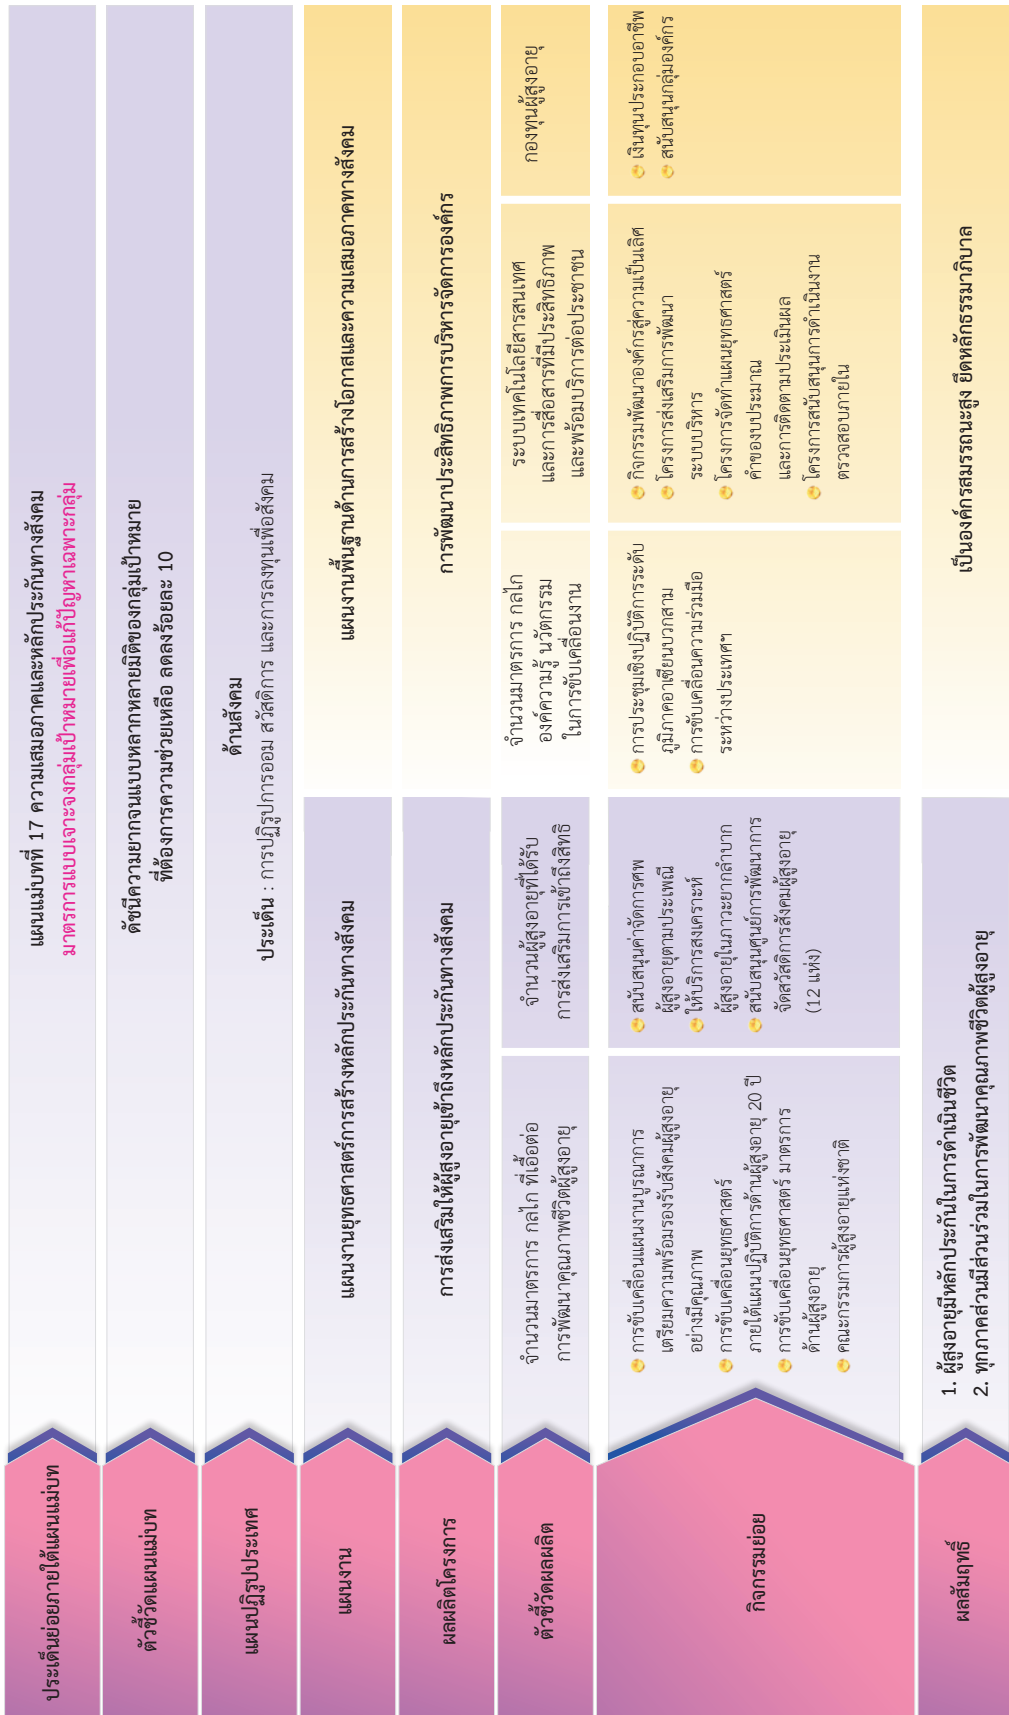 ประเด็นย่อยภายใต้แผนแม่บท
แผนแม่บทที่ 17 ความเสมอภาคและหลักประกันทางสังคม
มาตรการแบบเจาะจงกลุ่มเป้าหมายเพื่อแก้ปัญหาเฉพาะกลุ่ม
ตัวชี้วัดแผนแม่บท
ดัชนีความยากจนแบบหลากหลายมิติของกลุ่มเป้าหมาย
ที่ต้องการความช่วยเหลือ ลดลงร้อยละ 10
แผนปฏิรูปประเทศ
ด้านสังคม
ประเด็น : การปฏิรูปการออม สวัสดิการ และการลงทุนเพื่อสังคม
แผนงาน
แผนงานยุทธศาสตร์การสร้างหลักประกันทางสังคม
แผนงานพื้นฐานด้านการสร้างโอกาสและความเสมอภาคทางสังคม
ผลผลิตโครงการ
การส่งเสริมให้ผู้สูงอายุเข้าถึงหลักประกันทางสังคม
การพัฒนาประสิทธิภาพการบริหารจัดการองค์กร
ตัวชี้วัดผลผลิต
จำนวนมาตรการ กลไก ที่เอื้อต่อ
การพัฒนาคุณภาพชีวิตผู้สูงอายุ
จำนวนผู้สูงอายุที่ได้รับ
การส่งเสริมการเข้าถึงสิทธิ
จำนวนมาตรการ กลไก
องค์ความรู้ นวัตกรรม
ในการขับเคลื่อนงาน
ระบบเทคโนโลยีสารสนเทศ
และการสื่อสารที่มีประสิทธิภาพ
และพร้อมบริการต่อประชาชน
กองทุนผู้สูงอายุ
กิจกรรมย่อย
การขับเคลื่อนแผนงานบูรณาการ
เตรียมความพร้อมรองรับสังคมผู้สูงอายุ
อย่างมีคุณภาพ
การขับเคลื่อนยุทธศาสตร์
ภายใต้แผนปฏิบัติการด้านผู้สูงอายุ 20 ปี
การขับเคลื่อนยุทธศาสตร์ มาตรการ
ด้านผู้สูงอายุ
คณะกรรมการผู้สูงอายุแห่งชาติ
สนับสนุนค่าจัดการศพ
ผู้สูงอายุตามประเพณี
ให้บริการสงเคราะห์
ผู้สูงอายุในภาวะยากลำบาก
สนับสนุนศูนย์การพัฒนาการ
จัดสวัสดิการสังคมผู้สูงอายุ
(12 แห่ง)
การประชุมเชิงปฏิบัติการระดับ
ภูมิภาคอาเซียนบวกสาม
การขับเคลื่อนความร่วมมือ
ระหว่างประเทศฯ
กิจกรรมพัฒนาองค์กรสู่ความเป็นเลิศ
โครงการส่งเสริมการพัฒนา
ระบบบริหาร
โครงการจัดทำแผนยุทธศาสตร์
คำของบประมาณ
และการติดตามประเมินผล
โครงการสนับสนุนการดำเนินงาน
ตรวจสอบภายใน
เงินทุนประกอบอาชีพ
สนับสนุนกลุ่มองค์กร
ผลสัมฤทธิ์
1. ผู้สูงอายุมีหลักประกันในการดำเนินชีวิต
2. ทุกภาคส่วนมีส่วนร่วมในการพัฒนาคุณภาพชีวิตผู้สูงอายุ
เป็นองค์กรสมรรถนะสูง ยึดหลักธรรมาภิบาล